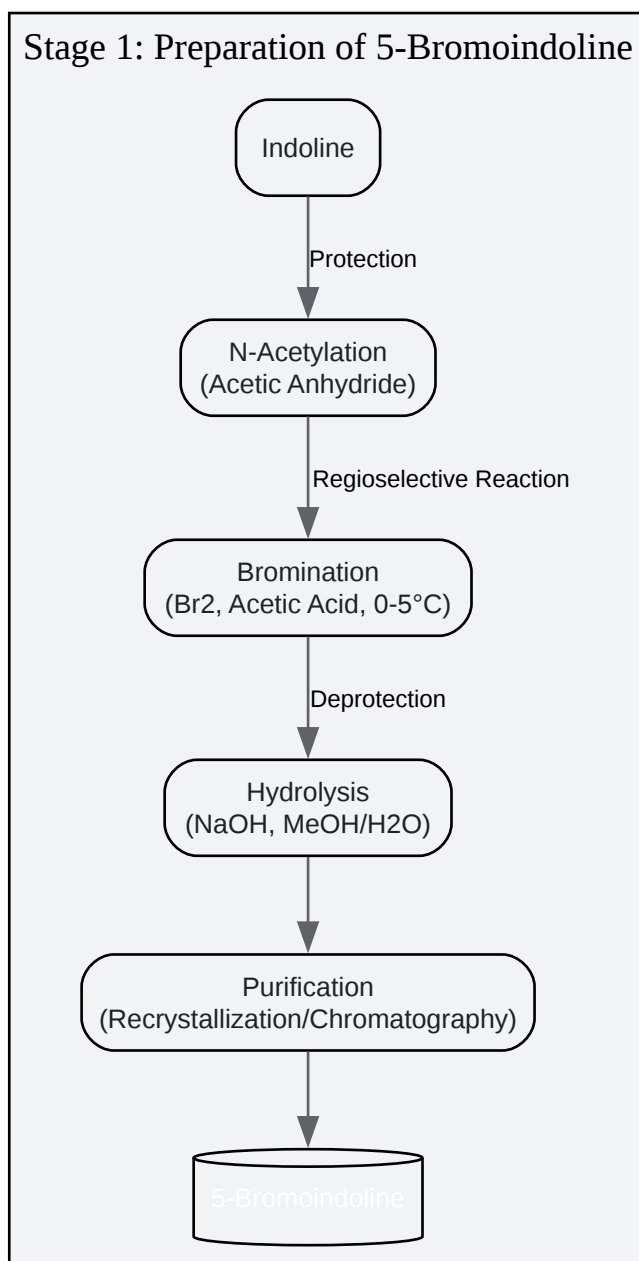 Stage 1: Preparation of 5-Bromoindoline
Indoline
Protection
N-Acetylation
(Acetic Anhydride)
Regioselective Reaction
Bromination
(Br2, Acetic Acid, 0-5°C)
Deprotection
Hydrolysis
(NaOH, MeOH/H2O)
Purification
(Recrystallization/Chromatography)
5-Bromoindoline